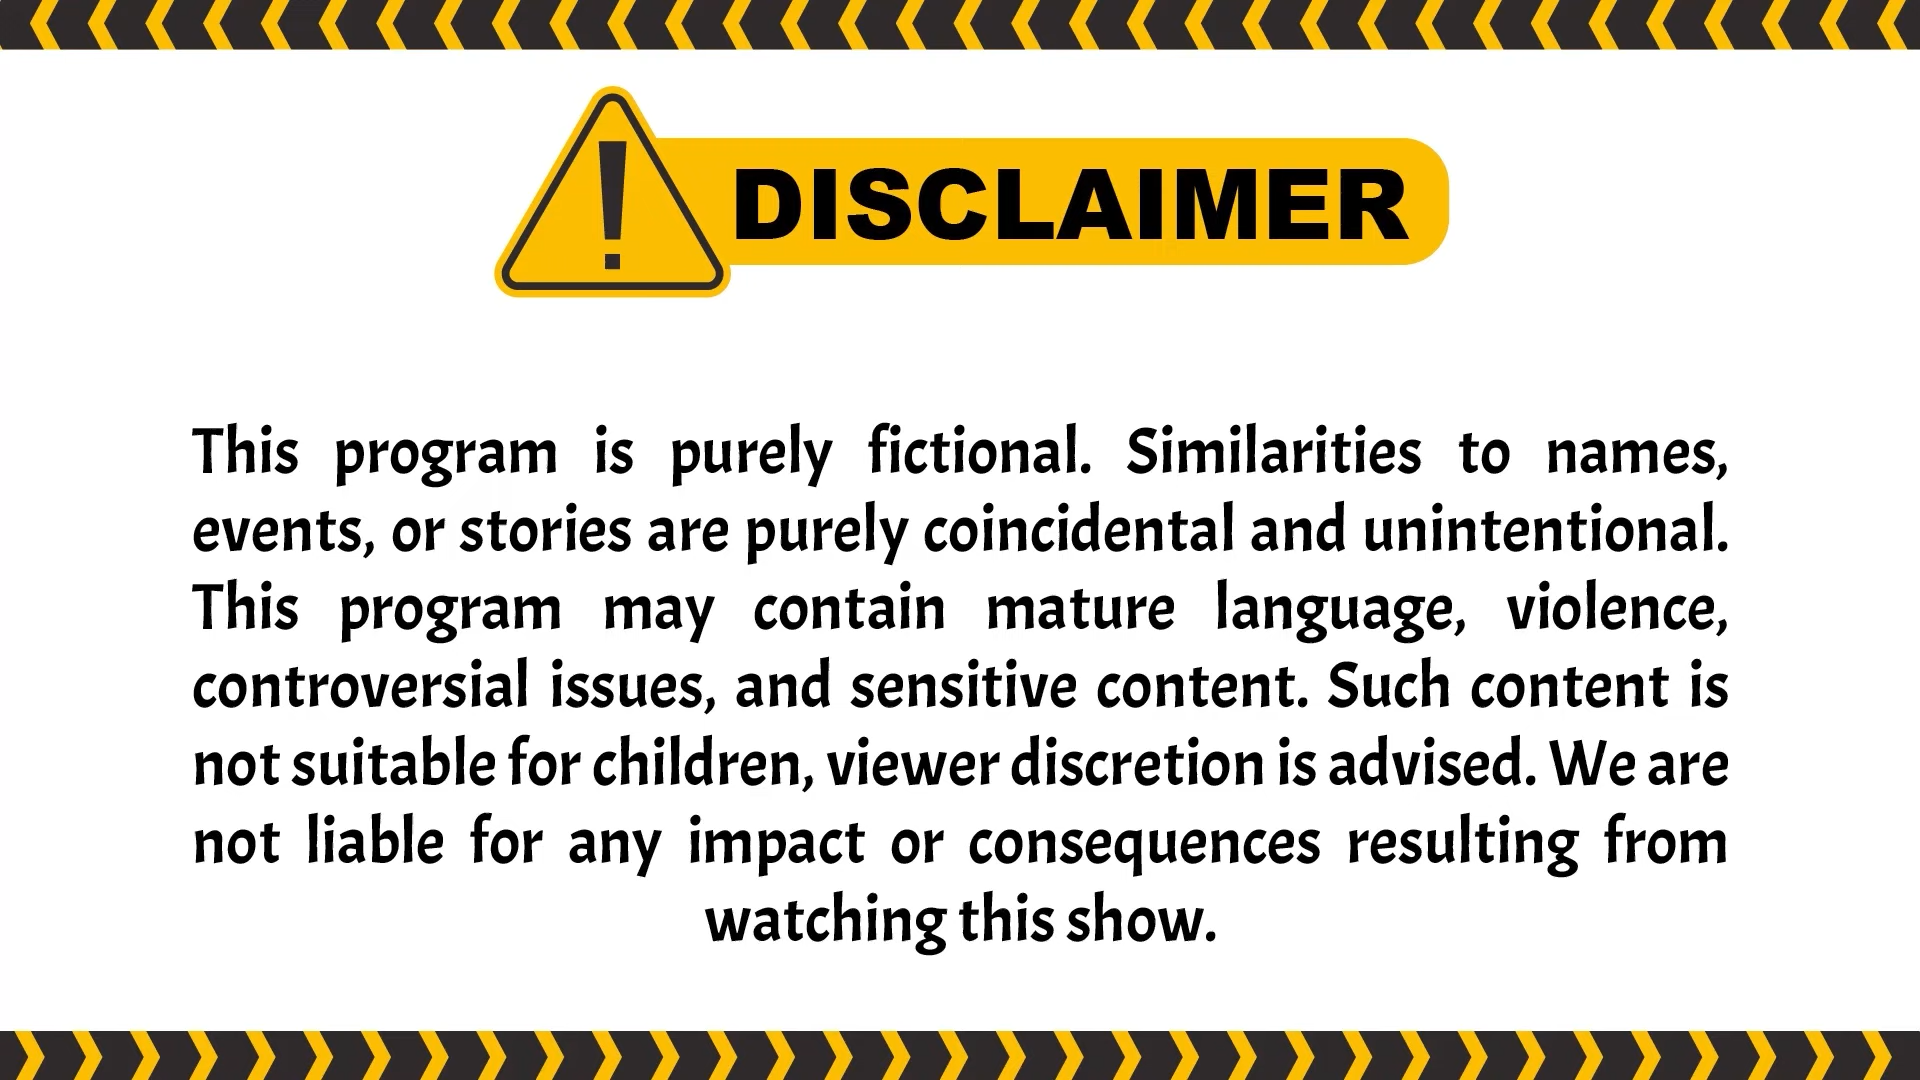 DISCLAIMER
This program is purely fictional. Similarities to names,
events, or stories are purely coincidental and unintentional.
This program may contain mature language, violence,
controversial issues, and sensitive content. Such content is
not suitable for children, viewer discretion is advised. We are
not liable for any impact or consequences resulting from
watching this show.